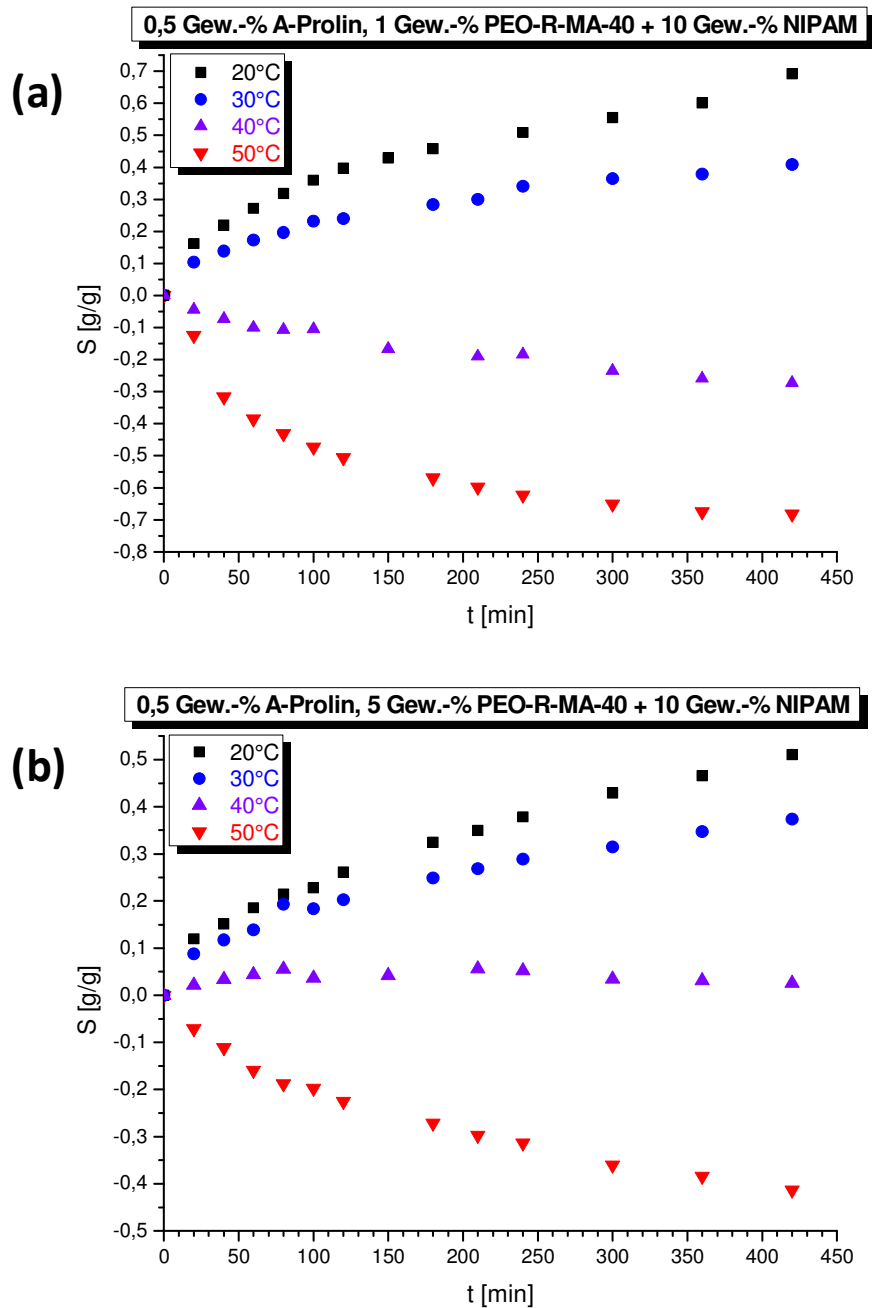 0,5 Gew.-% A-Prolin, 1 Gew.-% PEO-R-MA-40 + 10 Gew.-% NIPAM
(a)
20°C
30°C
40°C
50°C
0,7
0,6
0,5
0,4
0,3
0,2
0,1
0,0
-0,1
-0,2
-0,3
-0,4
-0,5
-0,6
-0,7
-0,8
S [g/g]
0 50 100 150 200 250 300 350 400 450
t [min]
0,5 Gew.-% A-Prolin, 5 Gew.-% PEO-R-MA-40 + 10 Gew.-% NIPAM
(b)
20°C
30°C
40°C
50°C
0,5
0,4
0,3
0,2
0,1
0,0
-0,1
-0,2
-0,3
-0,4
-0,5
S [g/g]
0 50 100 150 200 250 300 350 400 450
t [min]